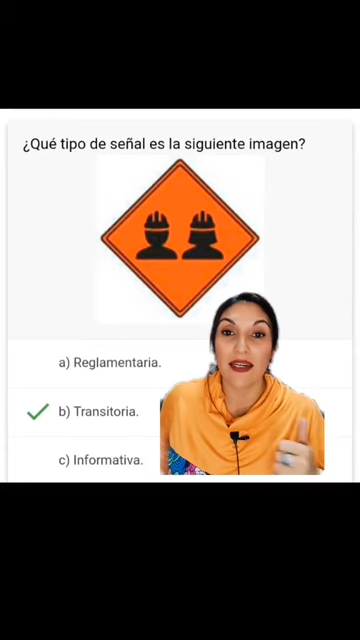 ¿Qué tipo de señal es la siguiente imagen?
a) Reglamentaria.
b) Transitoria.
c) Informativa.